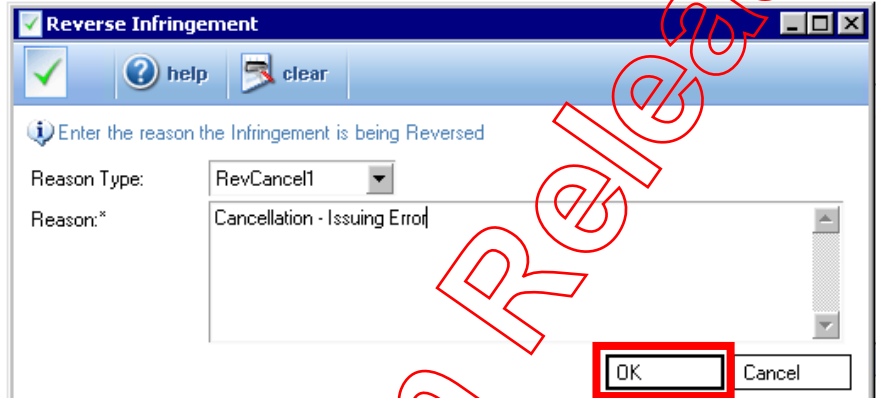 Reverse Infringement
help clear
Enter the reason the Infringement is being Reversed
Reason Type: RevCancel1
Reason:* Cancellation - Issuing Error
OK Cancel